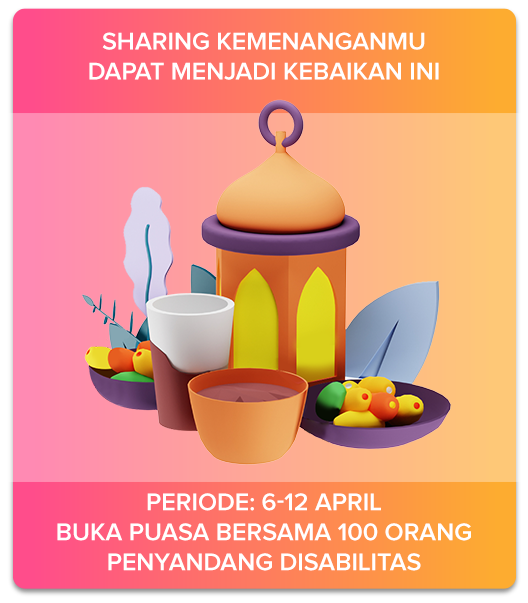 SHARING KEMENANGANMU
DAPAT MENJADI KEBAIKAN INI
PERIODE: 6-12 APRIL
BUKA PUASA BERSAMA 100 ORANG
PENYANDANG DISABILITAS